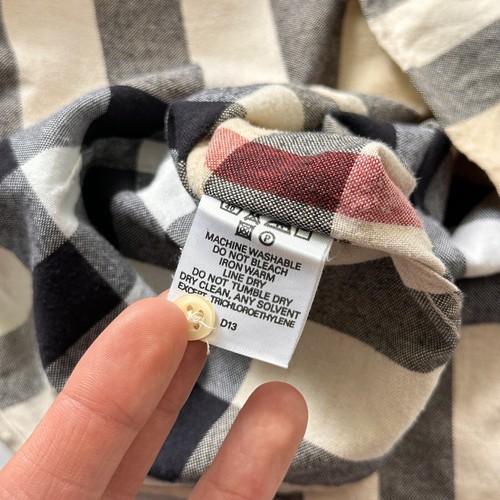 MACHINE WASHABLE
DO NOT BLEACH
IRON WARM
LINE DRY
DO NOT TUMBLE DRY
DRY CLEAN, ANY SOLVENT
EXCEPT TRICHLOROETHYLENE
D13